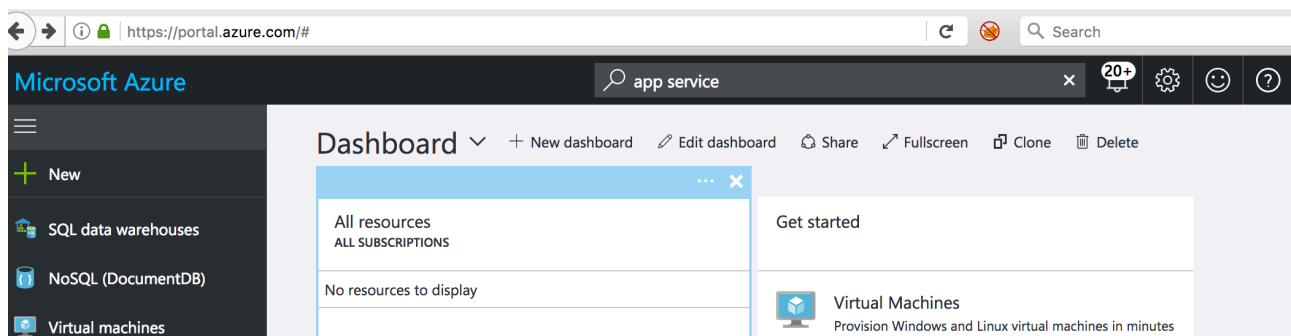 https://portal.azure.com/#
Search
Microsoft Azure
app service
20+
Dashboard
New dashboard
Edit dashboard
Share
Fullscreen
Clone
Delete
New
SQL data warehouses
NoSQL (DocumentDB)
Virtual machines
All resources
ALL SUBSCRIPTIONS
No resources to display
Get started
Virtual Machines
Provision Windows and Linux virtual machines in minutes